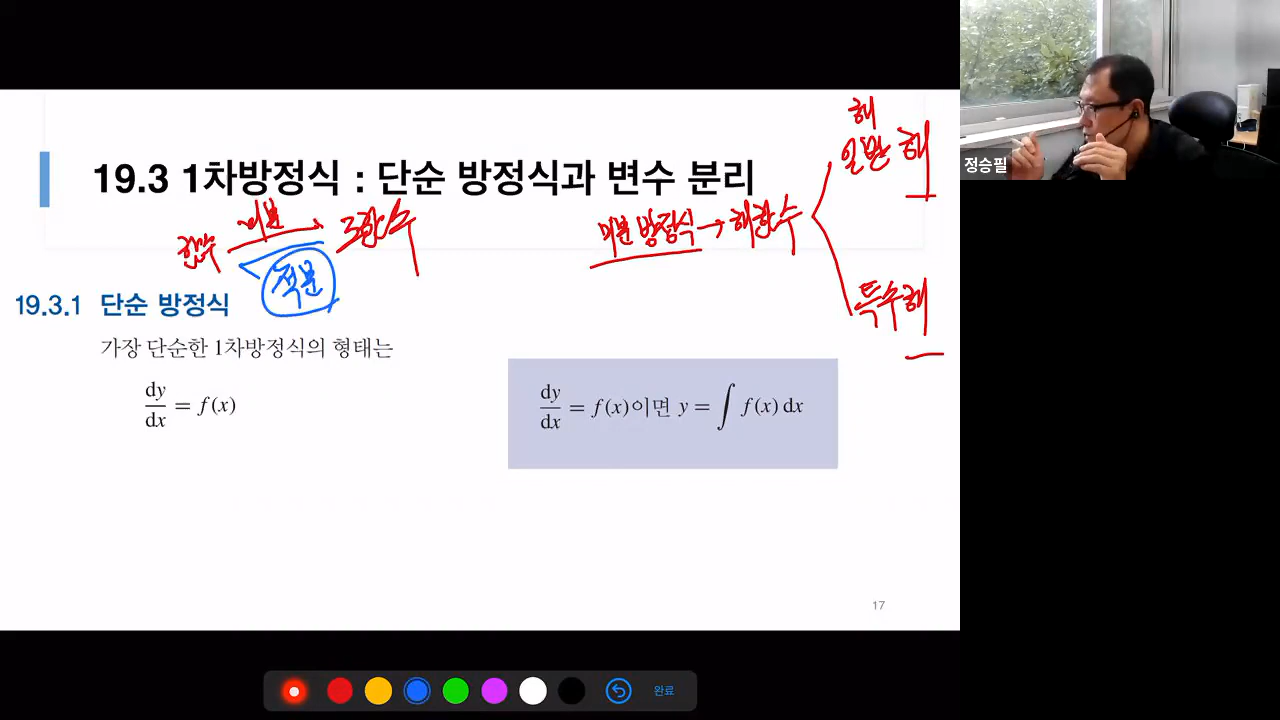 해
일반해
정승필
19.3 1차방정식 : 단순 방정식과 변수 분리
함수 미분 도함수
미분 방정식 → 해함수
적분
특수해
19.3.1 단순 방정식
가장 단순한 1차방정식의 형태는
dy/dx = f(x)
dy/dx = f(x)이면 y = ∫ f(x) dx
17
완료